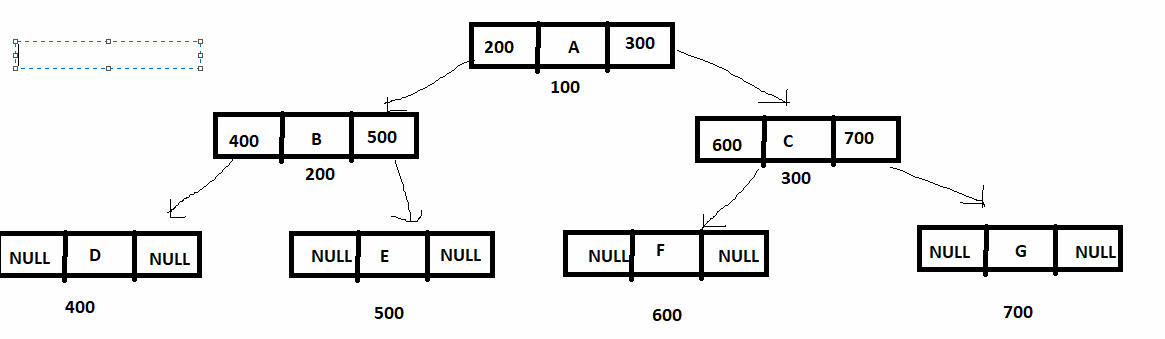 200 A 300
100
400 B 500
200
600 C 700
300
NULL D NULL
400
NULL E NULL
500
NULL F NULL
600
NULL G NULL
700